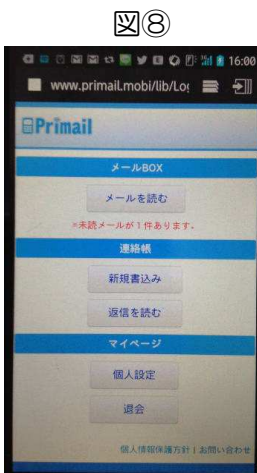 図⑧
16:00
www.primail.mobi/lib/Log
Primail
メールBOX
メールを読む
※未読メールが1件あります。
連絡帳
新規書込み
返信を読む
マイページ
個人設定
退会
個人情報保護方針 | お問い合わせ